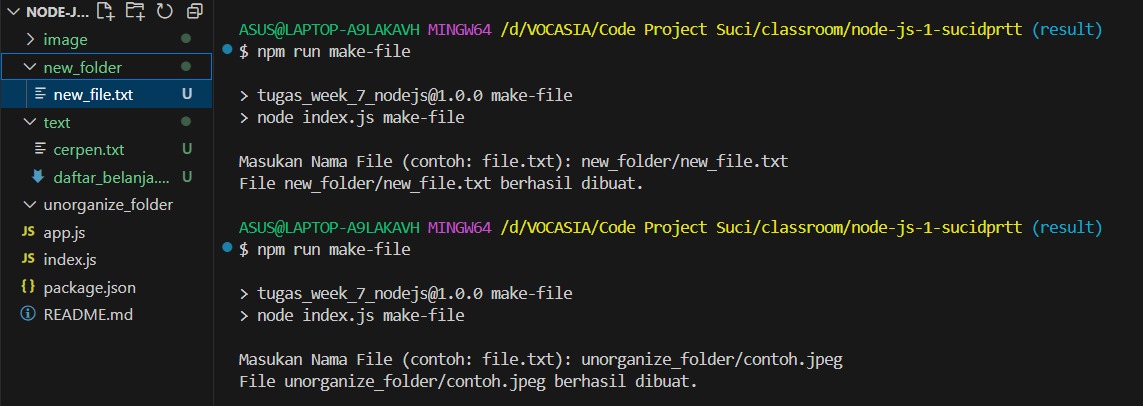 NODE-J...
image
new_folder
new_file.txt U
text
cerpen.txt U
daftar_belanja.... U
unorganize_folder
JS app.js
JS index.js
{} package.json
README.md
ASUS@LAPTOP-A9LAKAVH MINGW64 /d/VOCASIA/Code Project Suci/classroom/node-js-1-sucidprtt (result)
$ npm run make-file
> tugas_week_7_nodejs@1.0.0 make-file
> node index.js make-file
Masukan Nama File (contoh: file.txt): new_folder/new_file.txt
File new_folder/new_file.txt berhasil dibuat.
ASUS@LAPTOP-A9LAKAVH MINGW64 /d/VOCASIA/Code Project Suci/classroom/node-js-1-sucidprtt (result)
$ npm run make-file
> tugas_week_7_nodejs@1.0.0 make-file
> node index.js make-file
Masukan Nama File (contoh: file.txt): unorganize_folder/contoh.jpeg
File unorganize_folder/contoh.jpeg berhasil dibuat.